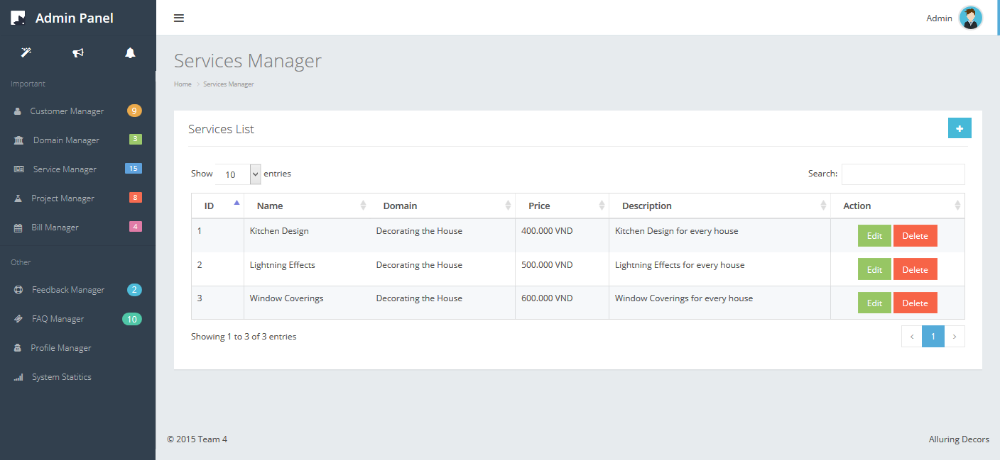 Admin Panel
Admin
Important
Customer Manager 9
Domain Manager 3
Service Manager 15
Project Manager 8
Bill Manager 4
Other
Feedback Manager 2
FAQ Manager 10
Profile Manager
System Statitics
Services Manager
Home > Services Manager
Services List
Show 10 entries
Search:
ID Name Domain Price Description Action
1 Kitchen Design Decorating the House 400.000 VND Kitchen Design for every house Edit Delete
2 Lightning Effects Decorating the House 500.000 VND Lightning Effects for every house Edit Delete
3 Window Coverings Decorating the House 600.000 VND Window Coverings for every house Edit Delete
Showing 1 to 3 of 3 entries
< 1 >
© 2015 Team 4
Alluring Decors